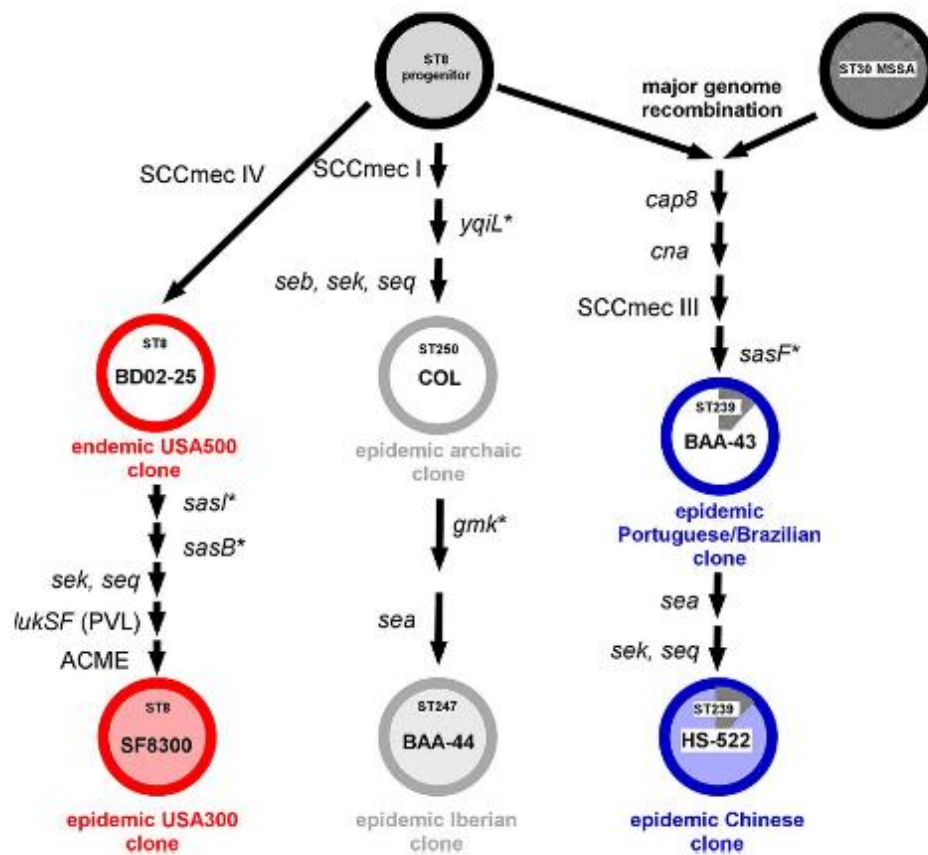 ST8
progenitor
ST30 MSSA
major genome
recombination
SCCmec IV
SCCmec I
yqiL*
seb, sek, seq
cap8
cna
SCCmec III
sasF*
ST8
BD02-25
endemic USA500
clone
ST250
COL
epidemic archaic
clone
ST239
BAA-43
epidemic
Portuguese/Brazilian
clone
sasI*
sasB*
sek, seq
lukSF (PVL)
ACME
gmk*
sea
sea
sek, seq
ST8
SF8300
epidemic USA300
clone
ST247
BAA-44
epidemic Iberian
clone
ST239
HS-522
epidemic Chinese
clone